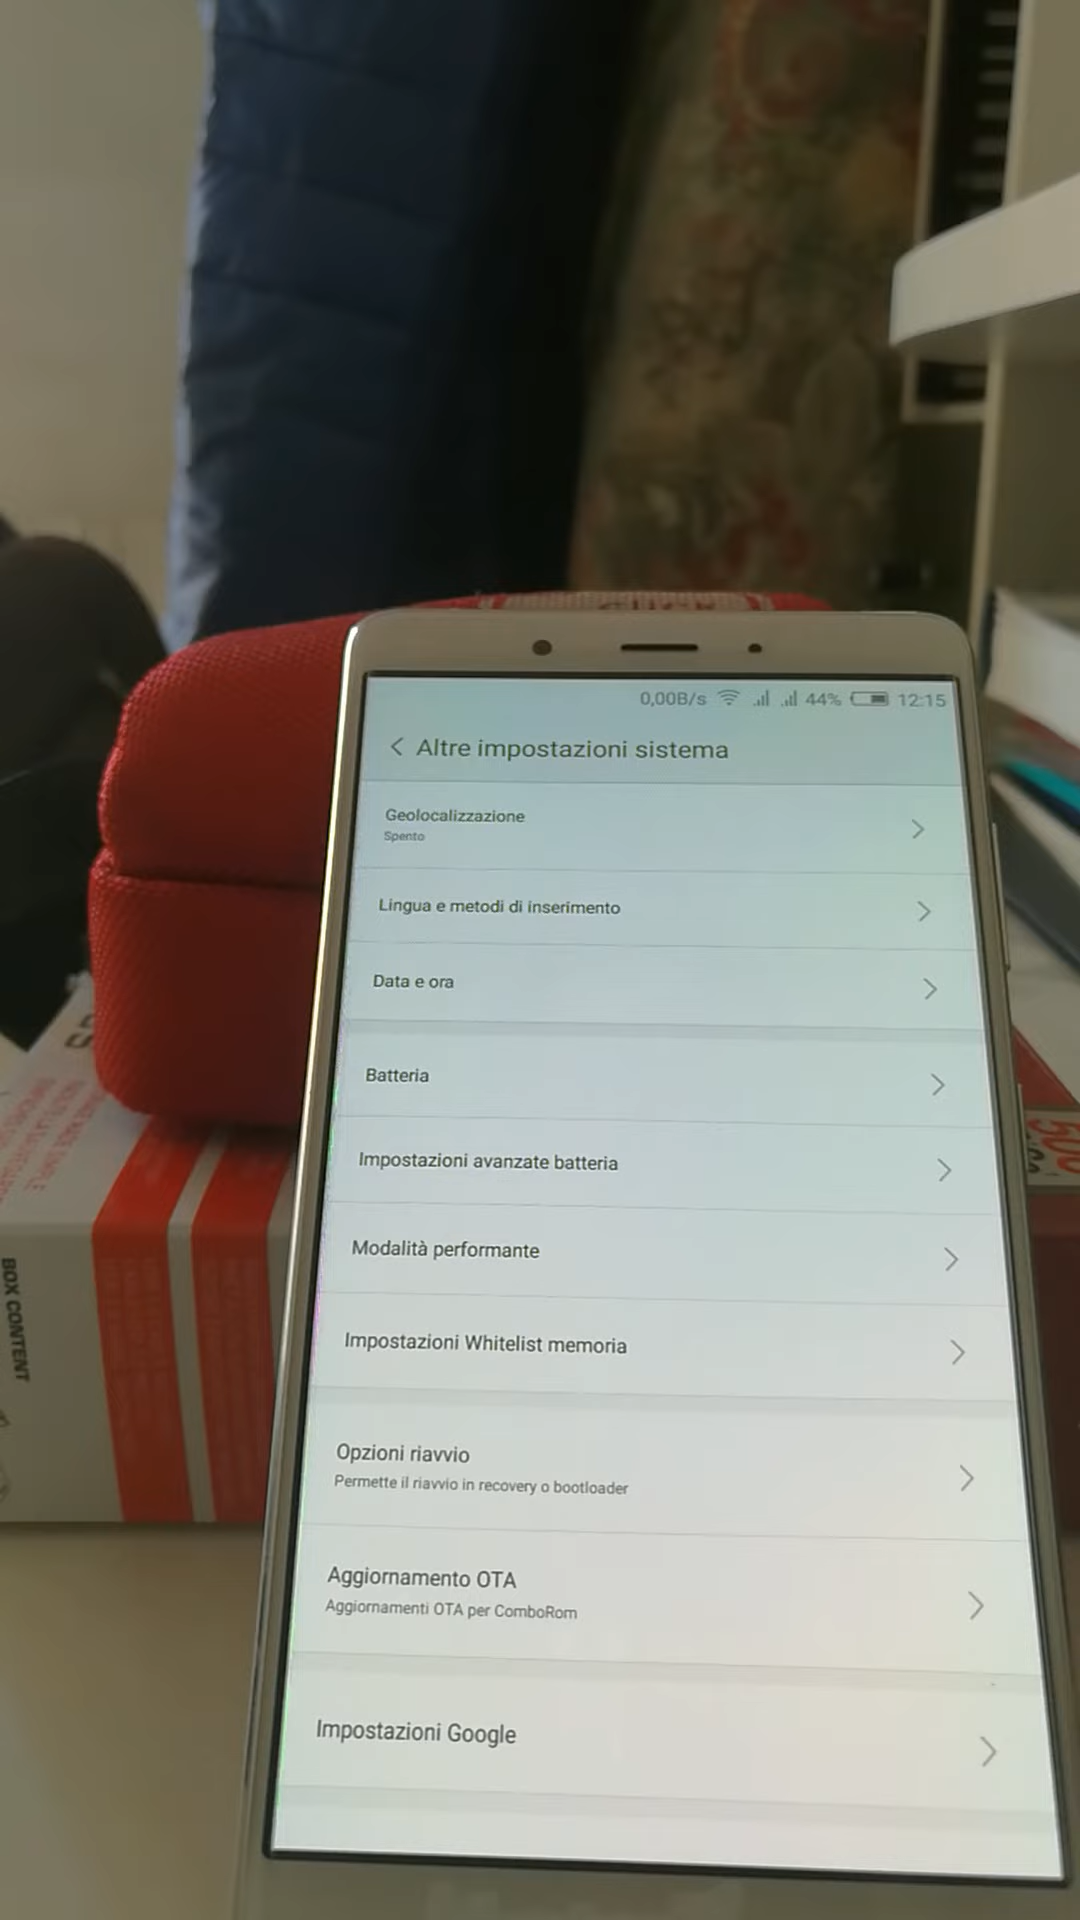 0,00B/s 44% 12:15
Altre impostazioni sistema
Geolocalizzazione
Spento
Lingua e metodi di inserimento
Data e ora
Batteria
Impostazioni avanzate batteria
Modalità performante
Impostazioni Whitelist memoria
Opzioni riavvio
Permette il riavvio in recovery o bootloader
Aggiornamento OTA
Aggiornamenti OTA per ComboRom
Impostazioni Google
BOX CONTENT